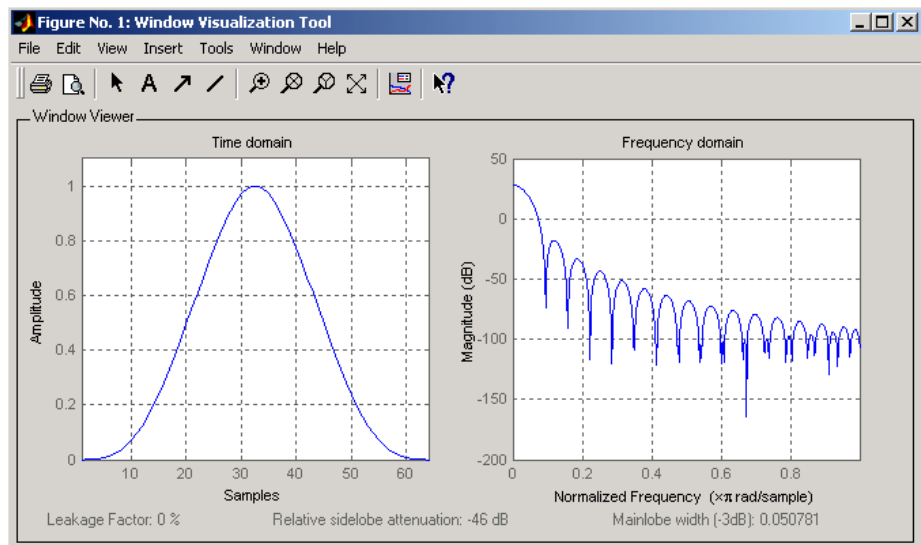 Figure No. 1: Window Visualization Tool
File Edit View Insert Tools Window Help
A
Window Viewer
Time domain
Amplitude
1
0.8
0.6
0.4
0.2
0
10 20 30 40 50 60
Samples
Frequency domain
Magnitude (dB)
50
0
-50
-100
-150
-200
0 0.2 0.4 0.6 0.8
Normalized Frequency (×π rad/sample)
Leakage Factor: 0 % Relative sidelobe attenuation: -46 dB Mainlobe width (-3dB): 0.050781